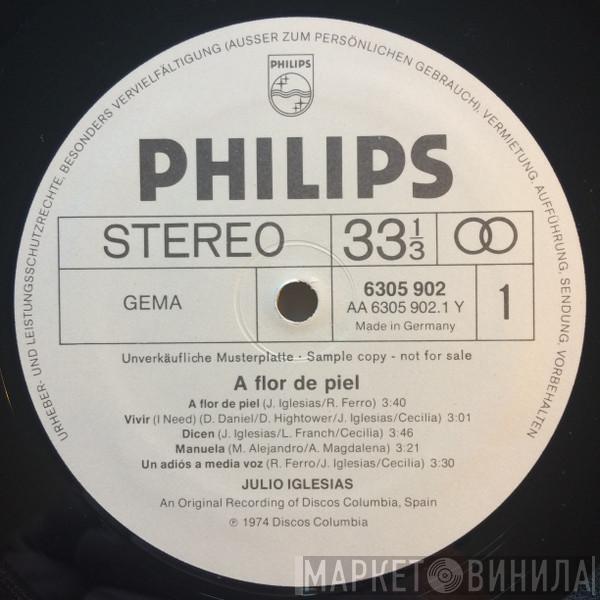 URHEBER- UND LEISTUNGSSCHUTZRECHTE, BESONDERS VERVIELFÄLTIGUNG (AUSSER ZUM PERSÖNLICHEN GEBRAUCH), VERMIETUNG, AUFFÜHRUNG, SENDUNG, VORBEHALTEN
PHILIPS
PHILIPS
STEREO 33⅓
GEMA 6305 902 1
AA 6305 902.1 Y
Made in Germany
Unverkäufliche Musterplatte · Sample copy - not for sale
A flor de piel
A flor de piel (J. Iglesias/R. Ferro) 3:40
Vivir (I Need) (D. Daniel/D. Hightower/J. Iglesias/Cecilia) 3:01
Dicen (J. Iglesias/L. Franch/Cecilia) 3:46
Manuela (M. Alejandro/A. Magdalena) 3:21
Un adiós a media voz (R. Ferro/J. Iglesias/Cecilia) 3:30
JULIO IGLESIAS
An Original Recording of Discos Columbia, Spain
℗ 1974 Discos Columbia
МАРКЕТ ВИНИЛА